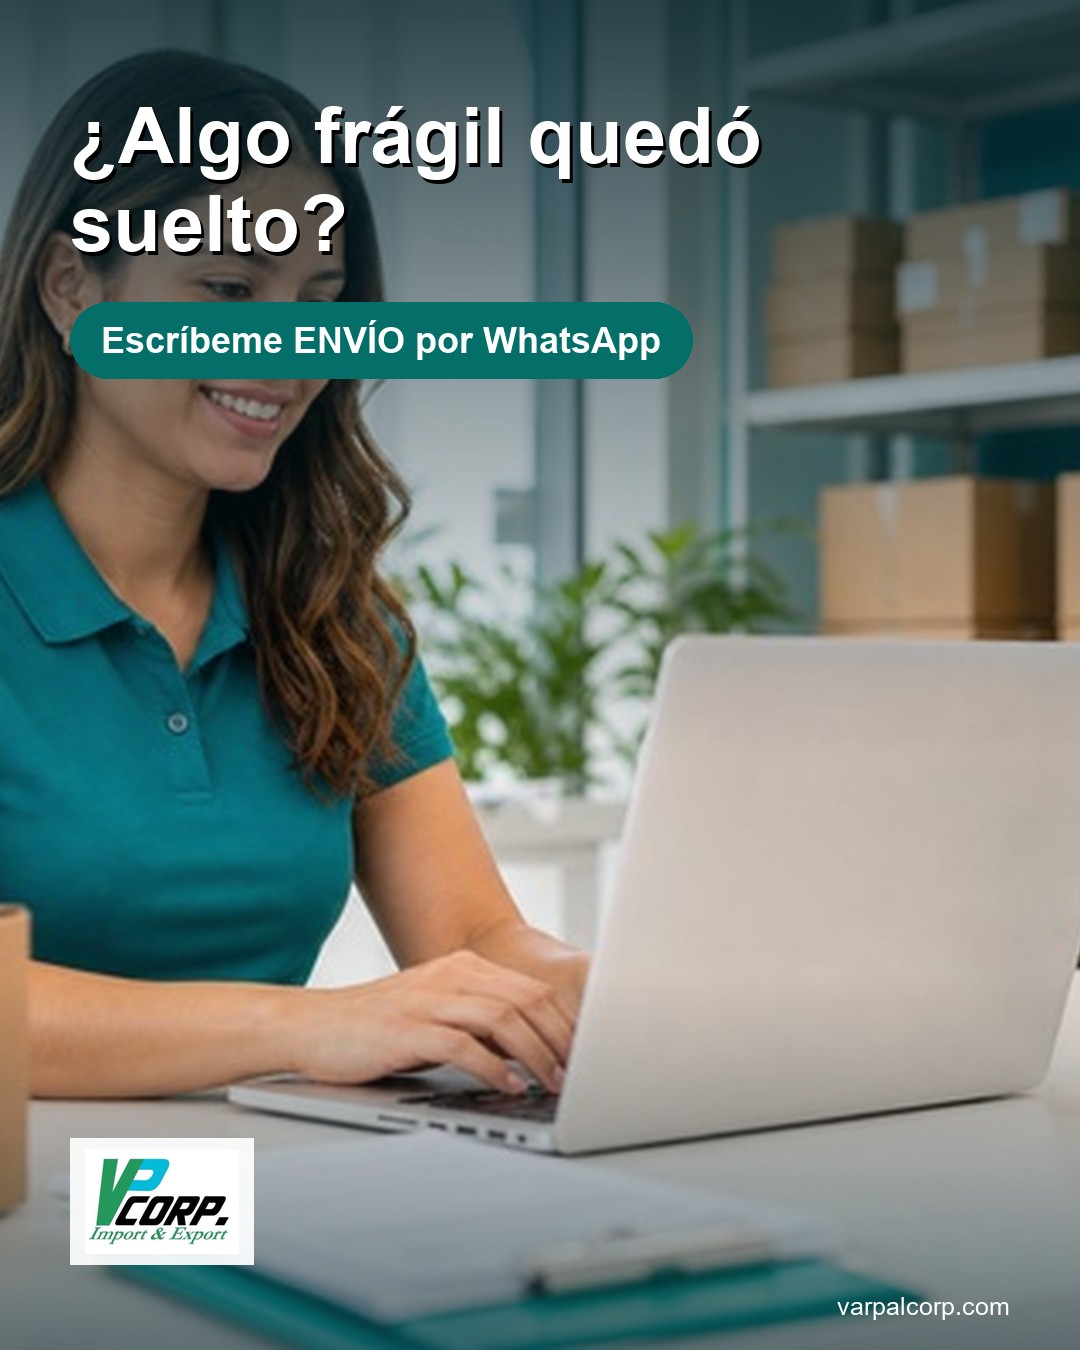 ¿Algo frágil quedó
suelto?
Escríbeme ENVÍO por WhatsApp
VP
CORP.
Import & Export
varpalcorp.com